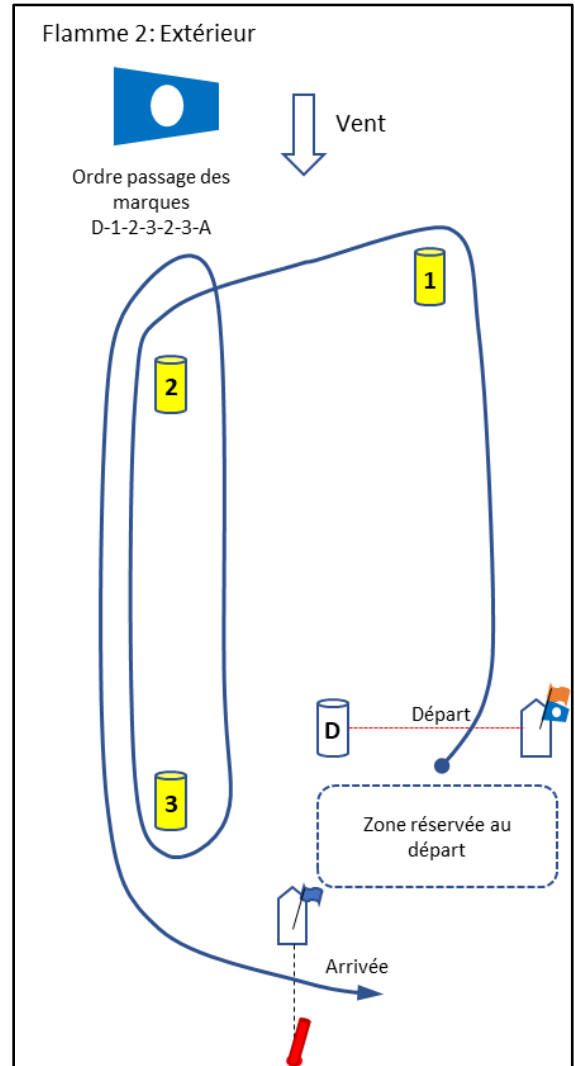 Flamme 2: Extérieur
Vent
Ordre passage des
marques
D-1-2-3-2-3-A
1
2
Départ
D
3
Zone réservée au
départ
Arrivée